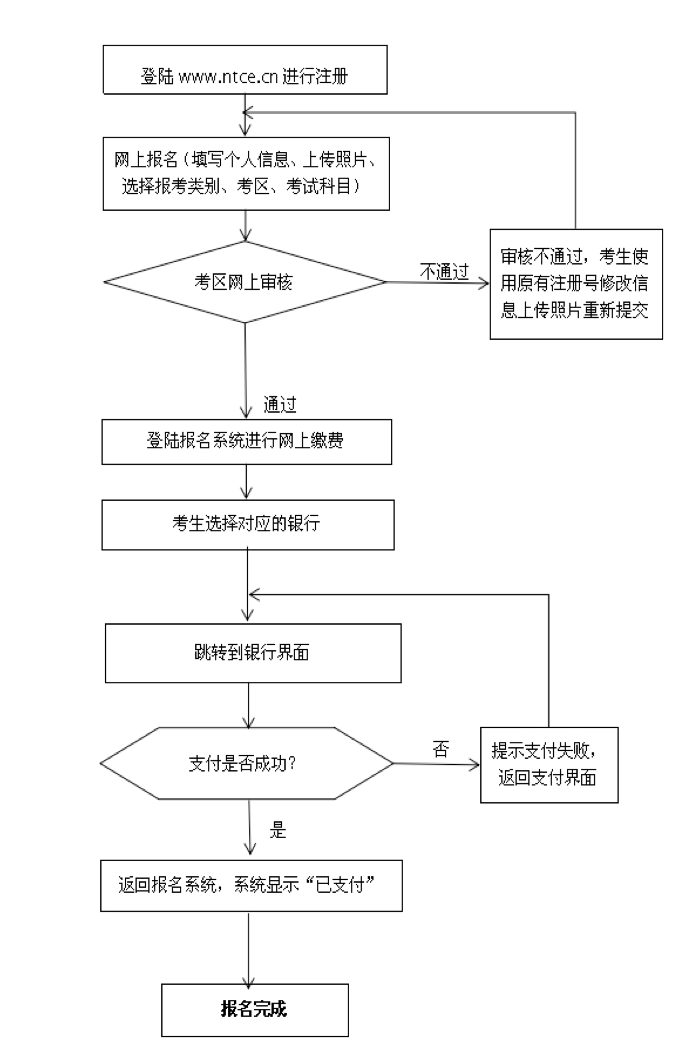 登陆 www.ntce.cn 进行注册
网上报名（填写个人信息、上传照片、
选择报考类别、考区、考试科目）
考区网上审核
不通过
审核不通过，考生使
用原有注册号修改信
息上传照片重新提交
通过
登陆报名系统进行网上缴费
考生选择对应的银行
跳转到银行界面
支付是否成功？
否
提示支付失败，
返回支付界面
是
返回报名系统，系统显示“已支付”
报名完成